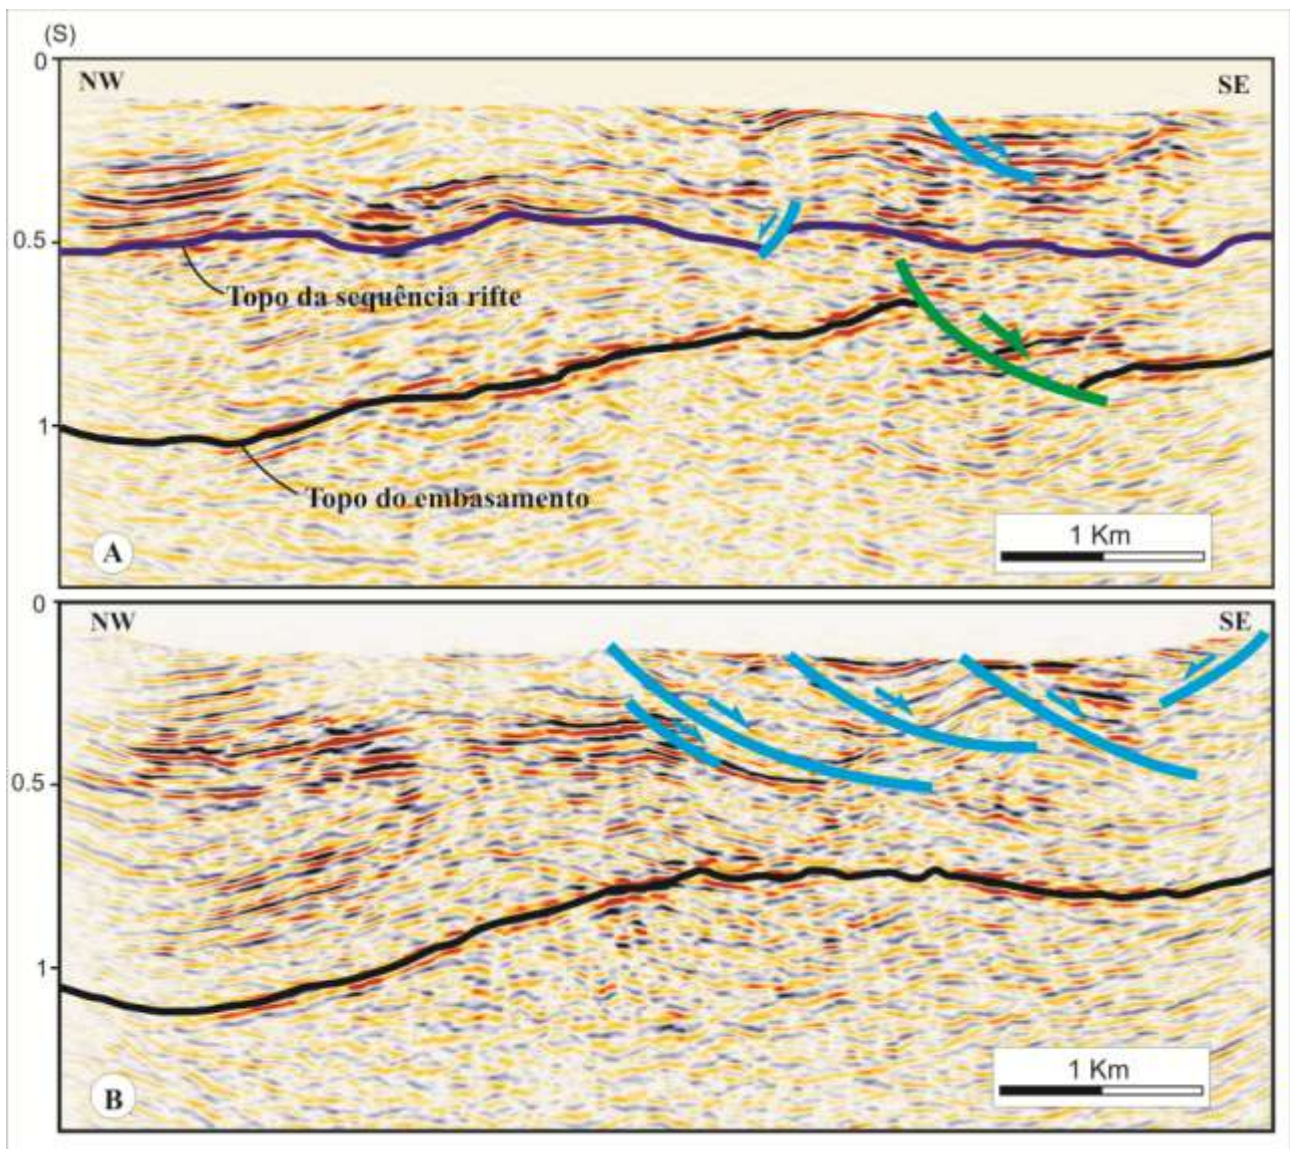 (S)
0
NW
SE
0.5
Topo da sequência rifte
1
Topo do embasamento
A
1 Km
0
NW
SE
0.5
1
B
1 Km